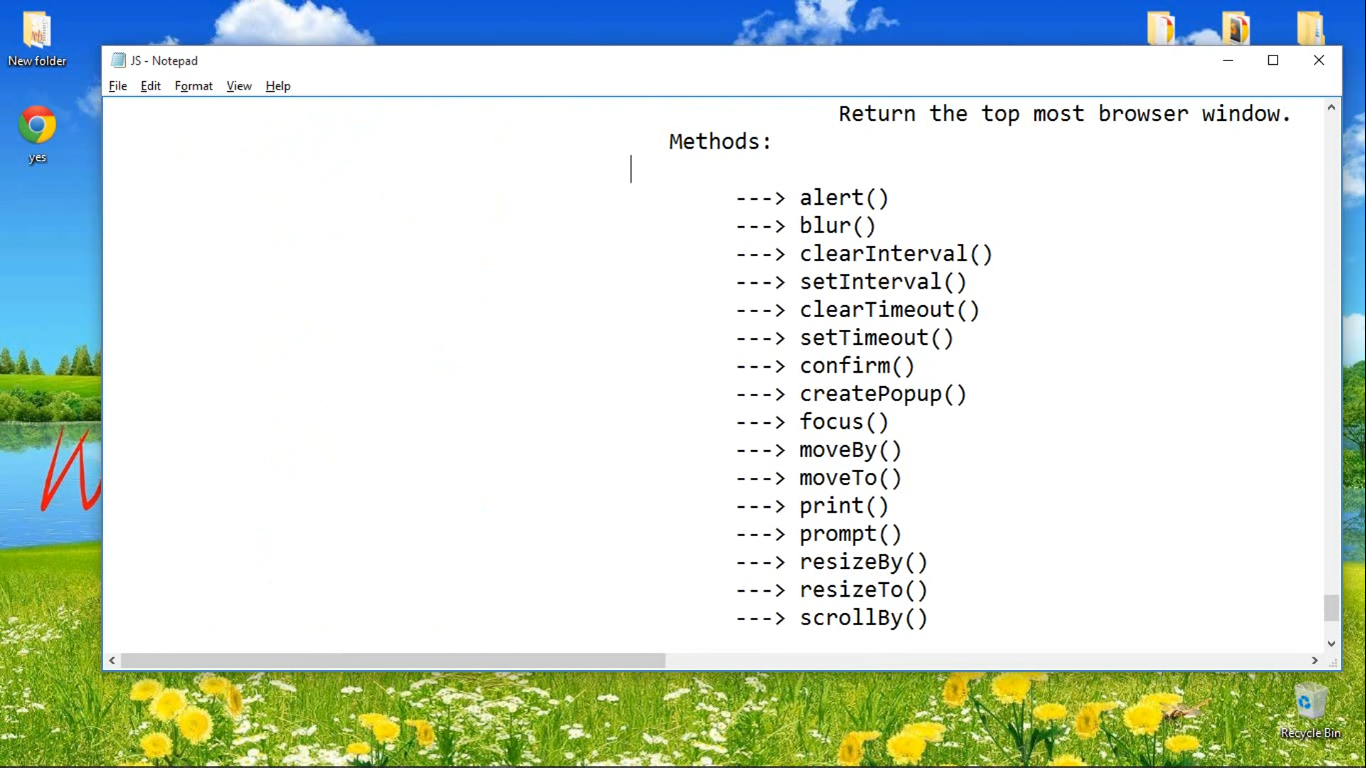 New folder
yes
JS - Notepad
File Edit Format View Help
Return the top most browser window.
Methods:
---> alert()
---> blur()
---> clearInterval()
---> setInterval()
---> clearTimeout()
---> setTimeout()
---> confirm()
---> createPopup()
---> focus()
---> moveBy()
---> moveTo()
---> print()
---> prompt()
---> resizeBy()
---> resizeTo()
---> scrollBy()
Recycle Bin